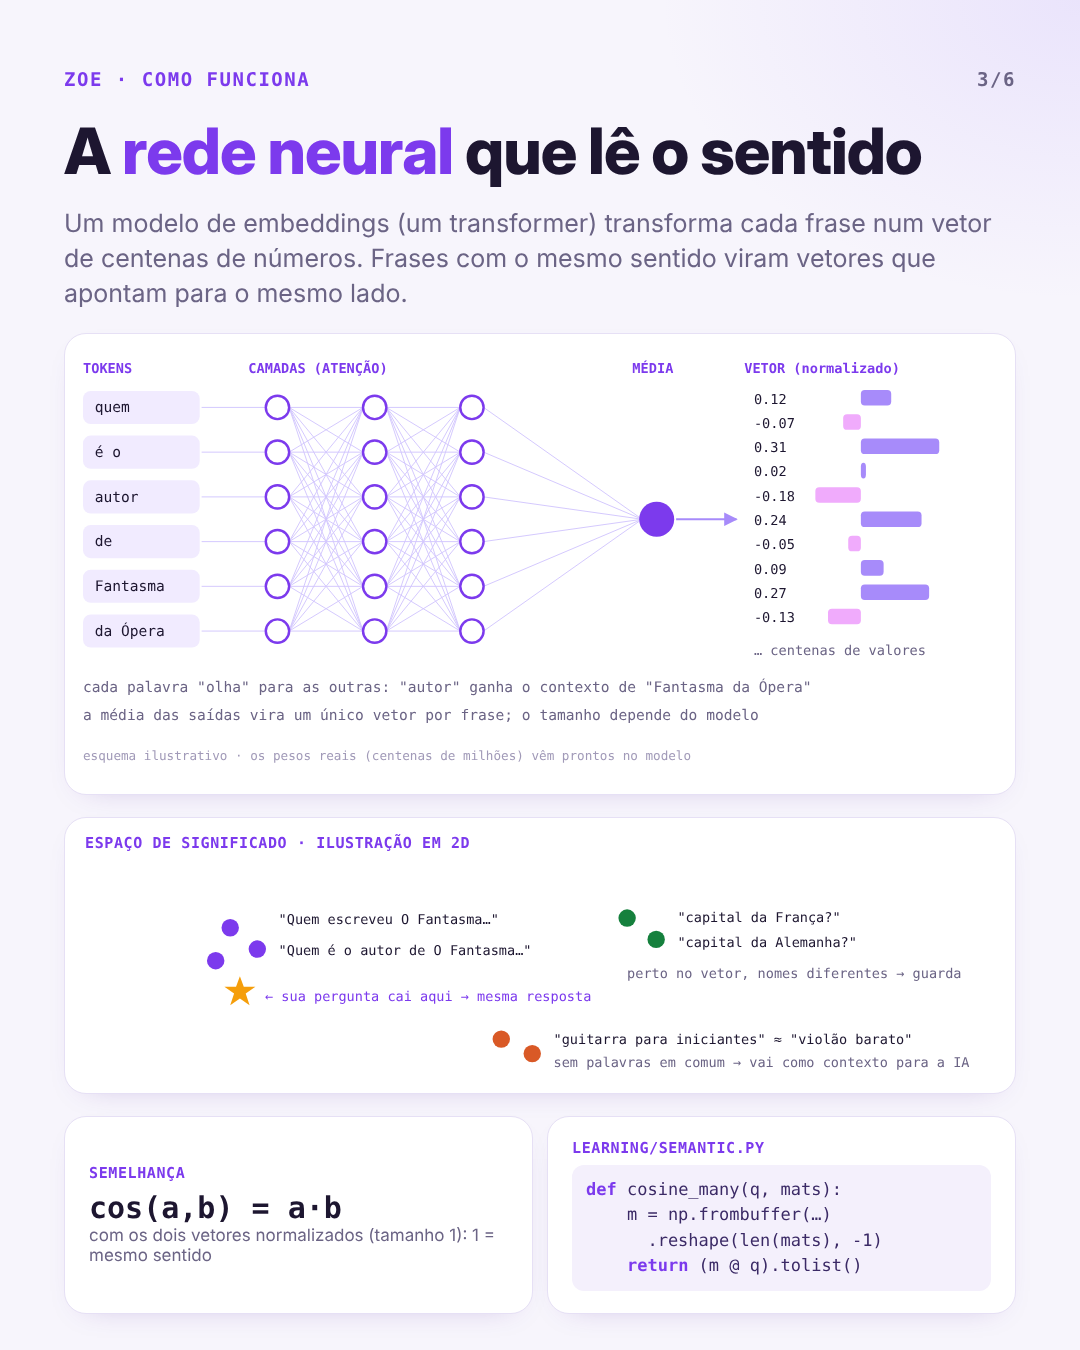 ZOE · COMO FUNCIONA
3/6
A rede neural que lê o sentido
Um modelo de embeddings (um transformer) transforma cada frase num vetor
de centenas de números. Frases com o mesmo sentido viram vetores que
apontam para o mesmo lado.
TOKENS
CAMADAS (ATENÇÃO)
MÉDIA
VETOR (normalizado)
quem
é o
autor
de
Fantasma
da Ópera
0.12
-0.07
0.31
0.02
-0.18
0.24
-0.05
0.09
0.27
-0.13
… centenas de valores
cada palavra "olha" para as outras: "autor" ganha o contexto de "Fantasma da Ópera"
a média das saídas vira um único vetor por frase; o tamanho depende do modelo
esquema ilustrativo · os pesos reais (centenas de milhões) vêm prontos no modelo
ESPAÇO DE SIGNIFICADO · ILUSTRAÇÃO EM 2D
"Quem escreveu O Fantasma…"
"Quem é o autor de O Fantasma…"
← sua pergunta cai aqui → mesma resposta
"capital da França?"
"capital da Alemanha?"
perto no vetor, nomes diferentes → guarda
"guitarra para iniciantes" ≈ "violão barato"
sem palavras em comum → vai como contexto para a IA
SEMELHANÇA
cos(a,b) = a·b
com os dois vetores normalizados (tamanho 1): 1 =
mesmo sentido
LEARNING/SEMANTIC.PY
def cosine_many(q, mats):
    m = np.frombuffer(…)
      .reshape(len(mats), -1)
    return (m @ q).tolist()